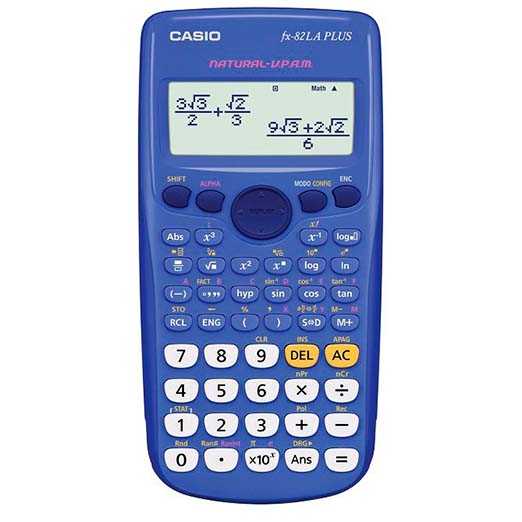 CASIO fx-82LA PLUS
NATURAL-V.P.A.M.
D Math ▲
3√3/2+√2/3
9√3+2√2/6
SHIFT ALPHA MODO CONFIG ENC
REPLAY
x!
Abs x³ x⁻¹ log
10 e
x² x log ln
A FACT B C sin⁻¹ D cos⁻¹ E tan⁻¹ F
(−) hyp sin cos tan
STO ← % , X Y M− M
RCL ENG ( ) S⇔D M+
CLR INS APAG
7 8 9 DEL AC
nPr nCr
4 5 6 × ÷
STAT Pol Rec
1 2 3 + −
Rnd Ran# RanInt π e DRG▶
0 . ×10ˣ Ans =